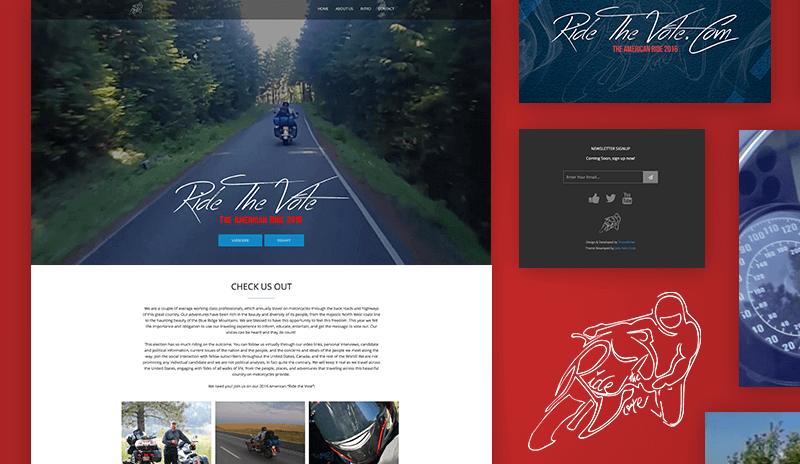 HOME ABOUT US INTRO CONTACT
Ride The Vote
THE AMERICAN RIDE 2016
SUBSCRIBE
CHECK US OUT
We are a couple of average working class professionals, which annually travel on motorcycles through the back roads and highways
of this great country. Our adventures have been rich in the beauty and diversity of its people, from the majestic North West coast line
to the haunting beauty of the Blue Ridge Mountains. We are blessed to have this opportunity to feel this freedom. This year we felt
the importance and obligation to use our traveling experience to inform, educate, entertain, and get the message to vote out. Our
voices can be heard and they do count!
This election has so much riding on the outcome. You can follow us virtually through our video links, personal interviews, candidate
and political information, current issues of the nation and the people, and the concerns and ideals of the people we meet along the
way. Join the social interaction with fellow subscribers throughout the United States, Canada, and the rest of the World! We are not
promoting any individual candidate and we are not political analysts, in fact quite the contrary. We will keep it real as we travel across
the United States, engaging with folks of all walks of life, from the people, places, and adventures that traveling across this beautiful
country on motorcycles provide.
We need you! Join us on our 2016 American "Ride the Vote"!
Ride The Vote.Com
THE AMERICAN RIDE 2016
NEWSLETTER SIGNUP
Coming Soon, sign up now!
Enter Your Email...
You
Tube
Design & Developed by
Theme Developed by
Ride
the
Vote
80
100
120